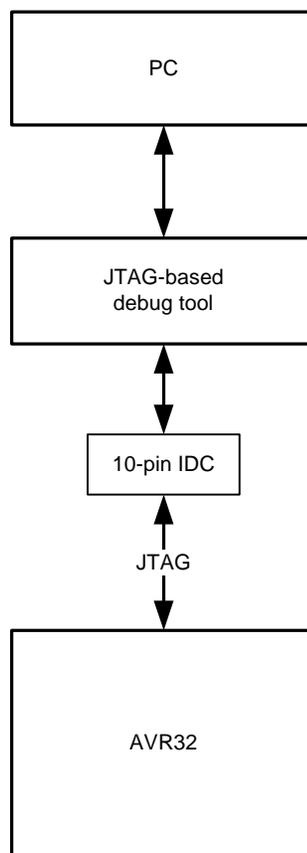 PC
JTAG-based
debug tool
10-pin IDC
JTAG
AVR32